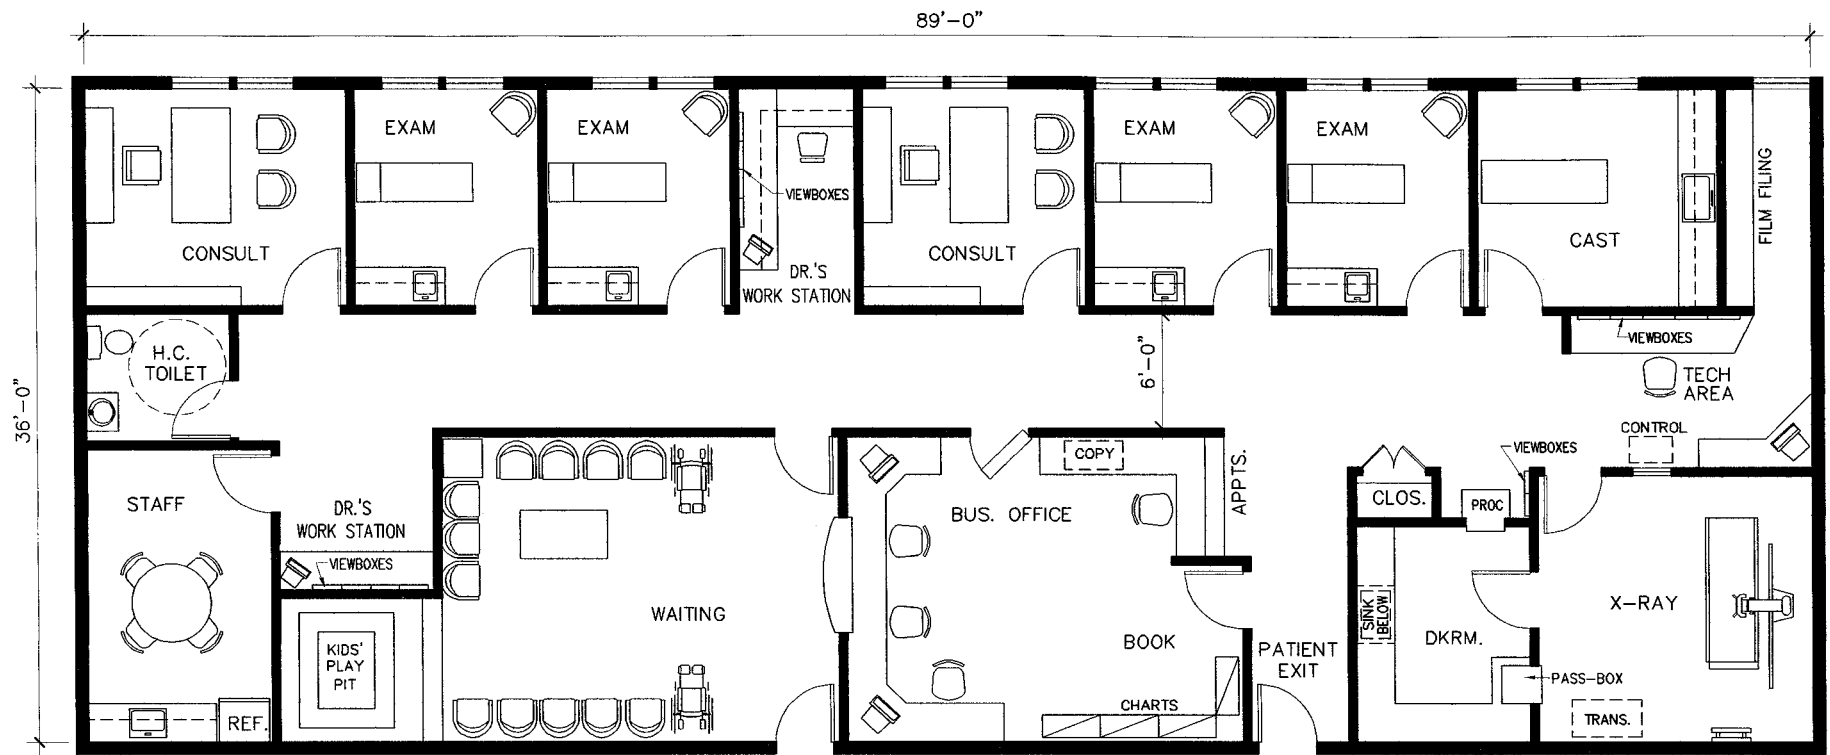 89'-0"
36'-0"
EXAM
EXAM
EXAM
EXAM
VIEWBOXES
FILM FILING
CONSULT
DR.'S
WORK STATION
CONSULT
CAST
H.C.
TOILET
6'-0"
VIEWBOXES
TECH
AREA
CONTROL
STAFF
DR.'S
WORK STATION
VIEWBOXES
COPY
APPTS.
BUS. OFFICE
CLOS.
PROC
VIEWBOXES
WAITING
KIDS'
PLAY
PIT
BOOK
PATIENT
EXIT
SINK
BELOW
DKRM.
X-RAY
PASS-BOX
REF.
CHARTS
TRANS.